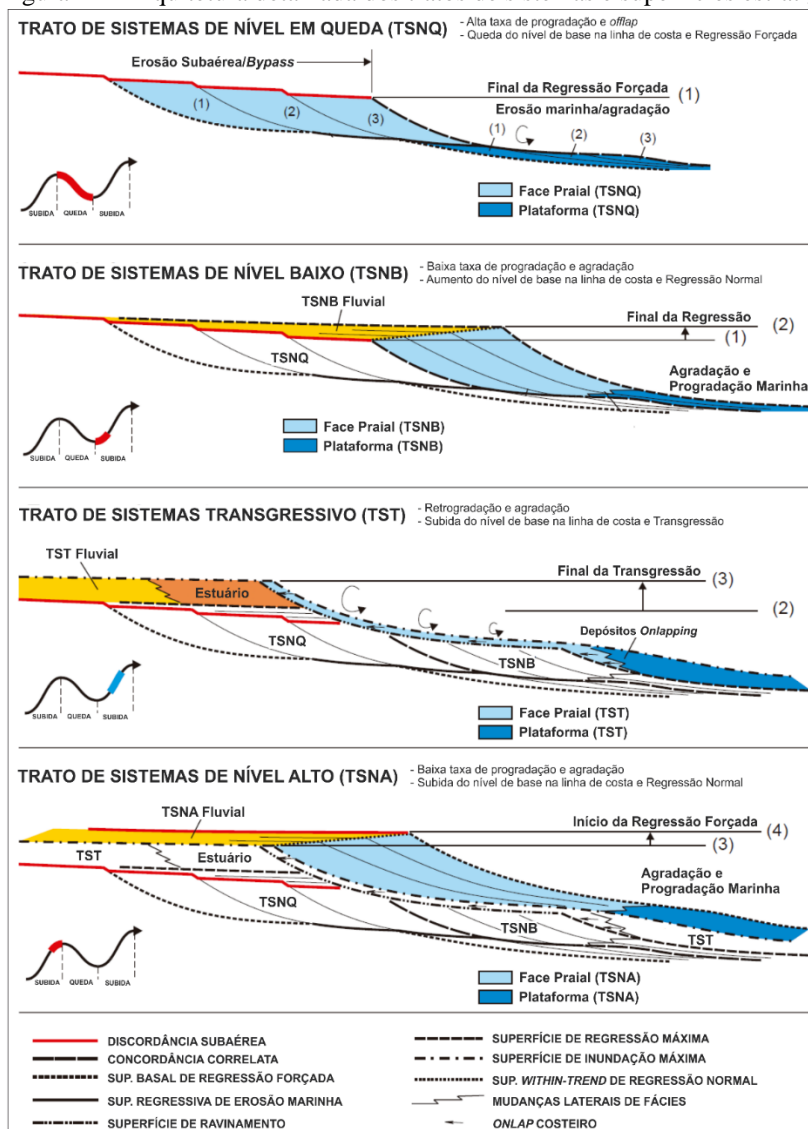 TRATO DE SISTEMAS DE NÍVEL EM QUEDA (TSNQ)
- Alta taxa de progradação e offlap
- Queda do nível de base na linha de costa e Regressão Forçada
Erosão Subaérea/Bypass
Final da Regressão Forçada
(1)
Erosão marinha/agradação
(1)
(2)
(3)
(1)
(2)
(3)
SUBIDA
QUEDA
SUBIDA
Face Praial (TSNQ)
Plataforma (TSNQ)
TRATO DE SISTEMAS DE NÍVEL BAIXO (TSNB)
- Baixa taxa de progradação e agradação
- Aumento do nível de base na linha de costa e Regressão Normal
TSNB Fluvial
Final da Regressão
(2)
(1)
TSNQ
Agradação e
Progradação Marinha
Face Praial (TSNB)
Plataforma (TSNB)
SUBIDA
QUEDA
SUBIDA
TRATO DE SISTEMAS TRANSGRESSIVO (TST)
- Retrogradação e agradação
- Subida do nível de base na linha de costa e Transgressão
TST Fluvial
Estuário
Final da Transgressão
(3)
(2)
Depósitos Onlapping
TSNQ
TSNB
SUBIDA
QUEDA
SUBIDA
Face Praial (TST)
Plataforma (TST)
TRATO DE SISTEMAS DE NÍVEL ALTO (TSNA)
- Baixa taxa de progradação e agradação
- Subida do nível de base na linha de costa e Regressão Normal
TSNA Fluvial
Início da Regressão Forçada
(4)
(3)
TST
Estuário
Agradação e
Progradação Marinha
TSNQ
TSNB
TST
SUBIDA
QUEDA
SUBIDA
Face Praial (TSNA)
Plataforma (TSNA)
DISCORDÂNCIA SUBAÉREA
CONCORDÂNCIA CORRELATA
SUP. BASAL DE REGRESSÃO FORÇADA
SUP. REGRESSIVA DE EROSÃO MARINHA
SUPERFÍCIE DE RAVINAMENTO
SUPERFÍCIE DE REGRESSÃO MÁXIMA
SUPERFÍCIE DE INUNDAÇÃO MÁXIMA
SUP. WITHIN-TREND DE REGRESSÃO NORMAL
MUDANÇAS LATERAIS DE FÁCIES
ONLAP COSTEIRO